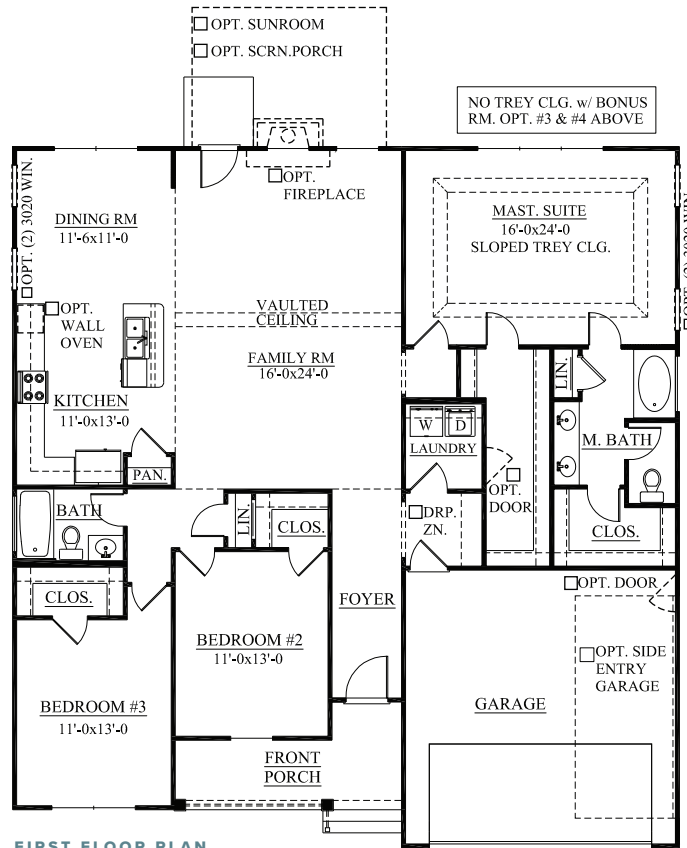 OPT. SUNROOM
OPT. SCRN.PORCH
NO TREY CLG. w/ BONUS
RM. OPT. #3 & #4 ABOVE
OPT. (2) 3020 WIN.
DINING RM
11'-6x11'-0
OPT.
FIREPLACE
MAST. SUITE
16'-0x24'-0
SLOPED TREY CLG.
OPT. (2) 3020 WIN.
OPT.
WALL
OVEN
VAULTED
CEILING
FAMILY RM
16'-0x24'-0
KITCHEN
11'-0x13'-0
PAN.
W
D
LAUNDRY
LIN.
M. BATH
OPT.
DOOR
CLOS.
BATH
LIN.
CLOS.
DRP.
ZN.
CLOS.
FOYER
BEDROOM #2
11'-0x13'-0
BEDROOM #3
11'-0x13'-0
OPT. DOOR
OPT. SIDE
ENTRY
GARAGE
GARAGE
FRONT
PORCH
FIRST FLOOR PLAN